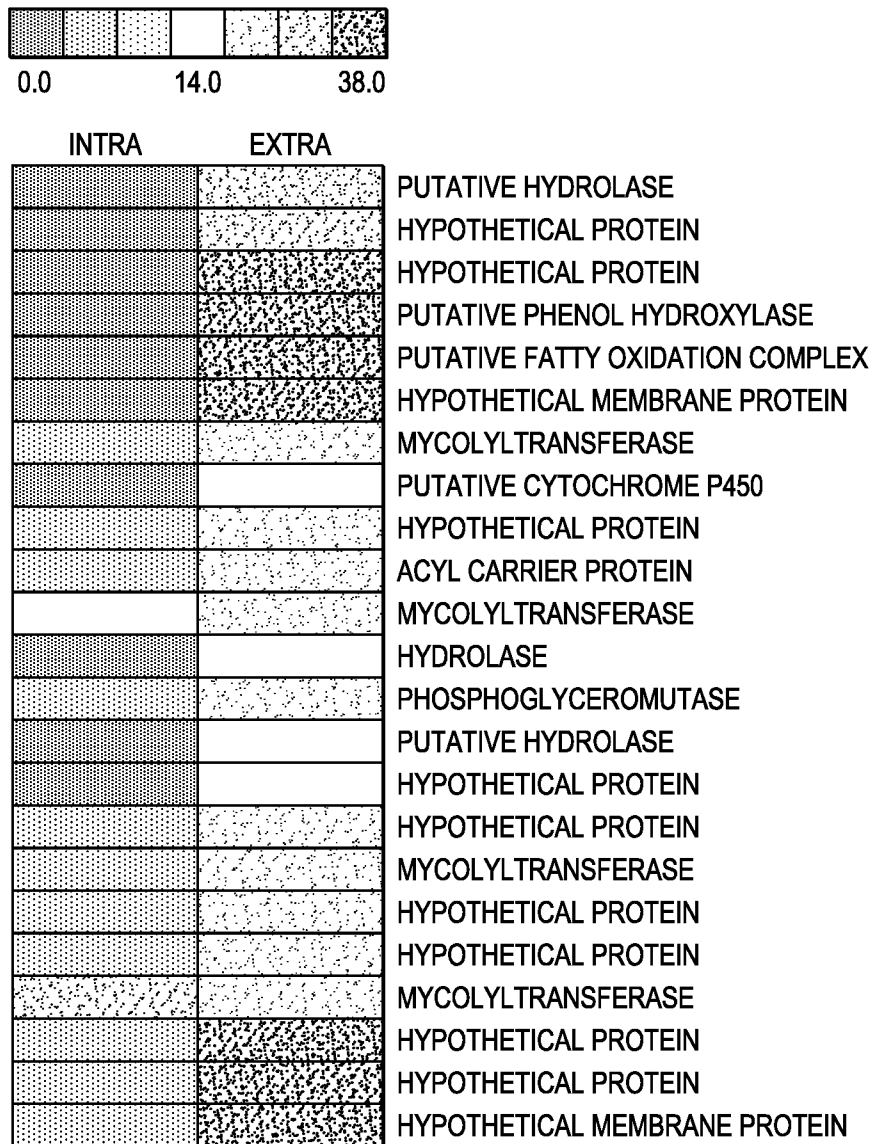 0.0 14.0 38.0
INTRA EXTRA
PUTATIVE HYDROLASE
HYPOTHETICAL PROTEIN
HYPOTHETICAL PROTEIN
PUTATIVE PHENOL HYDROXYLASE
PUTATIVE FATTY OXIDATION COMPLEX
HYPOTHETICAL MEMBRANE PROTEIN
MYCOLYLTRANSFERASE
PUTATIVE CYTOCHROME P450
HYPOTHETICAL PROTEIN
ACYL CARRIER PROTEIN
MYCOLYLTRANSFERASE
HYDROLASE
PHOSPHOGLYCEROMUTASE
PUTATIVE HYDROLASE
HYPOTHETICAL PROTEIN
HYPOTHETICAL PROTEIN
MYCOLYLTRANSFERASE
HYPOTHETICAL PROTEIN
HYPOTHETICAL PROTEIN
MYCOLYLTRANSFERASE
HYPOTHETICAL PROTEIN
HYPOTHETICAL PROTEIN
HYPOTHETICAL MEMBRANE PROTEIN